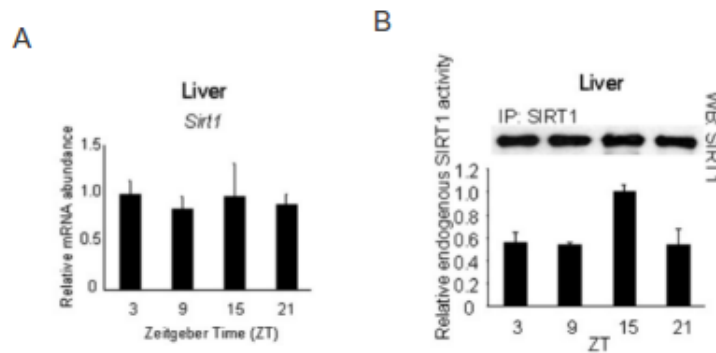 A
Liver
Sirt1
Relative mRNA abundance
1.5
1.0
0.5
0
3 9 15 21
Zeitgeber Time (ZT)
B
Liver
IP: SIRT1
WB: SIRT1
Relative endogenous SIRT1 activity
1.2
1.0
0.8
0.6
0.4
0.2
0
3 9 15 21
ZT